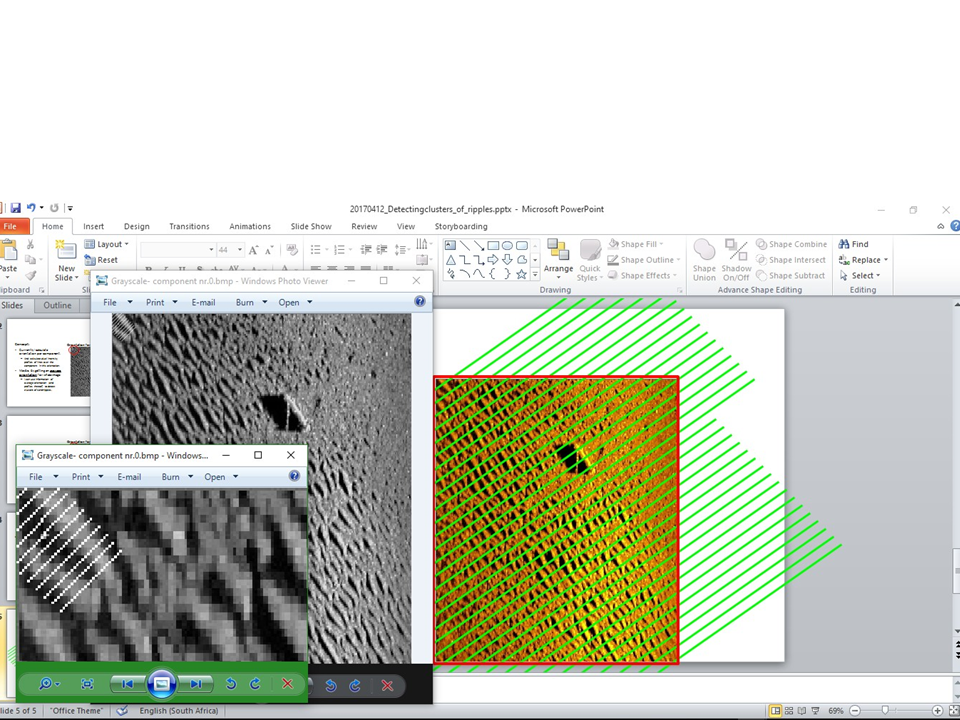 20170412_Detectingclusters_of_ripples.pptx - Microsoft PowerPoint
File Home Insert Design Transitions Animations Slide Show Review View Storyboarding
Paste New Slide Layout Reset 44 Arrange Quick Styles Shape Fill Shape Outline Shape Effects Shape Union Shadow On/Off Shape Combine Shape Intersect Shape Subtract Find Replace Select
Drawing Advance Shape Editing Editing
Grayscale- component nr.0.bmp - Windows Photo Viewer
File Print E-mail Burn Open
Slides Outline
Grayscale- component nr.0.bmp - Windows...
File Print E-mail Burn Open
Slide 5 of 5 "Office Theme" English (South Africa) 69%